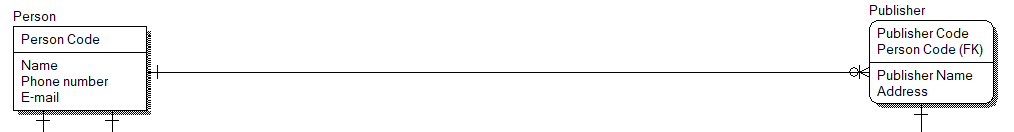 Person
Person Code
Name
Phone number
E-mail
Publisher
Publisher Code
Person Code (FK)
Publisher Name
Address